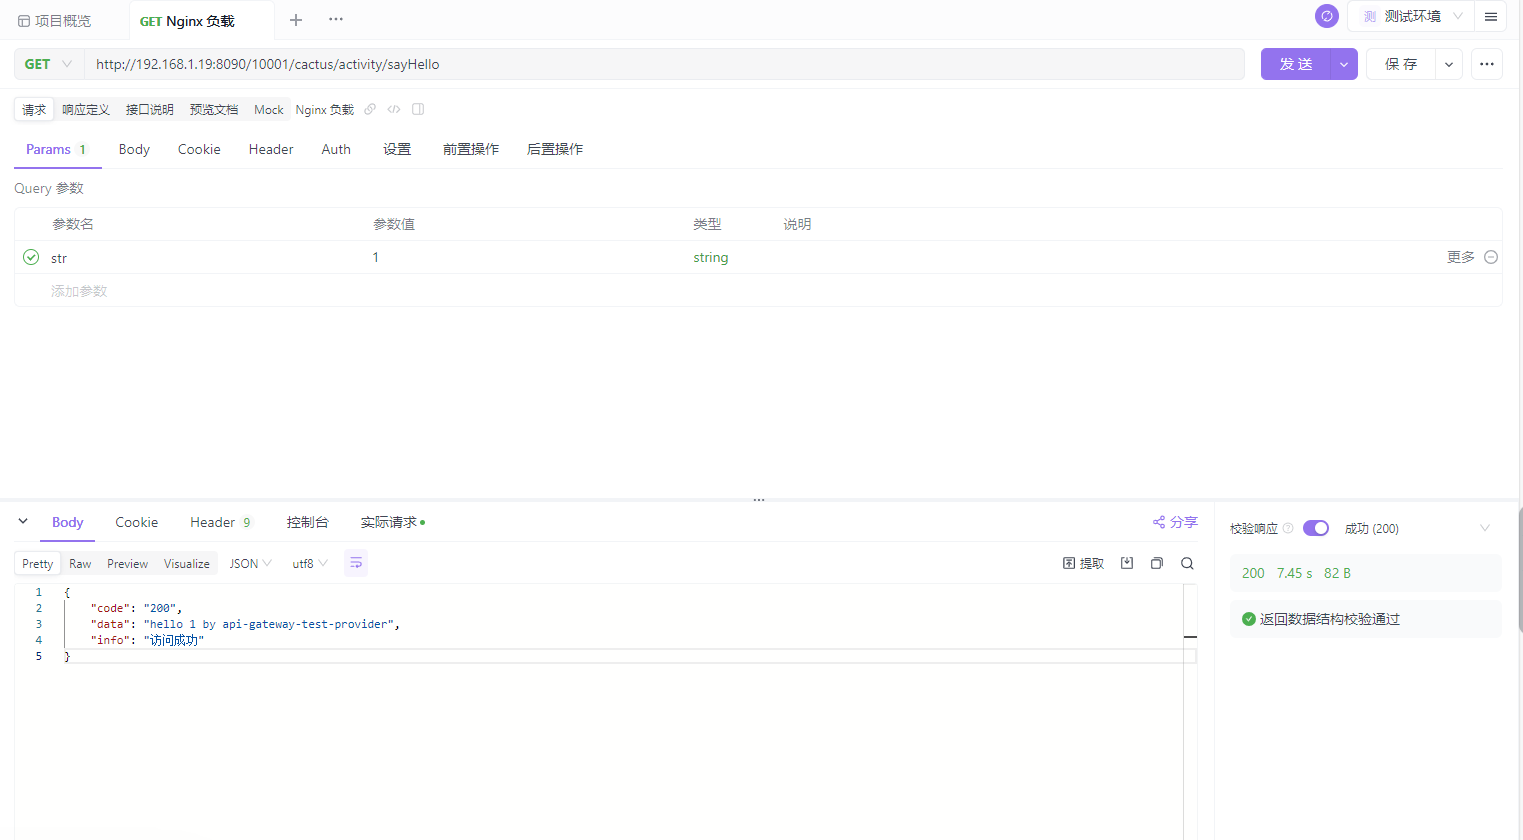 项目概览 GET Nginx 负载 测 测试环境
GET http://192.168.1.19:8090/10001/cactus/activity/sayHello 发 送 保 存
请求 响应定义 接口说明 预览文档 Mock Nginx 负载
Params 1 Body Cookie Header Auth 设置 前置操作 后置操作
Query 参数
参数名 参数值 类型 说明
str 1 string 更多
添加参数
Body Cookie Header 9 控制台 实际请求 分享 校验响应 成功 (200)
Pretty Raw Preview Visualize JSON utf8 提取 200 7.45 s 82 B
1 {
2 "code": "200",
3 "data": "hello 1 by api-gateway-test-provider",
4 "info": "访问成功"
5 }
返回数据结构校验通过